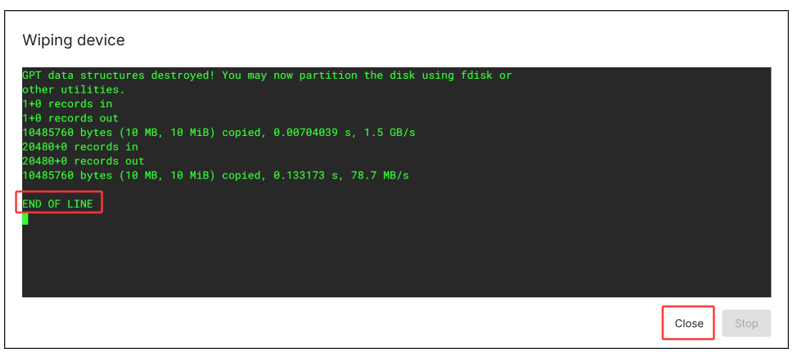 Wiping device
GPT data structures destroyed! You may now partition the disk using fdisk or
other utilities.
1+0 records in
1+0 records out
10485760 bytes (10 MB, 10 MiB) copied, 0.00704039 s, 1.5 GB/s
20480+0 records in
20480+0 records out
10485760 bytes (10 MB, 10 MiB) copied, 0.133173 s, 78.7 MB/s
END OF LINE
Close Stop